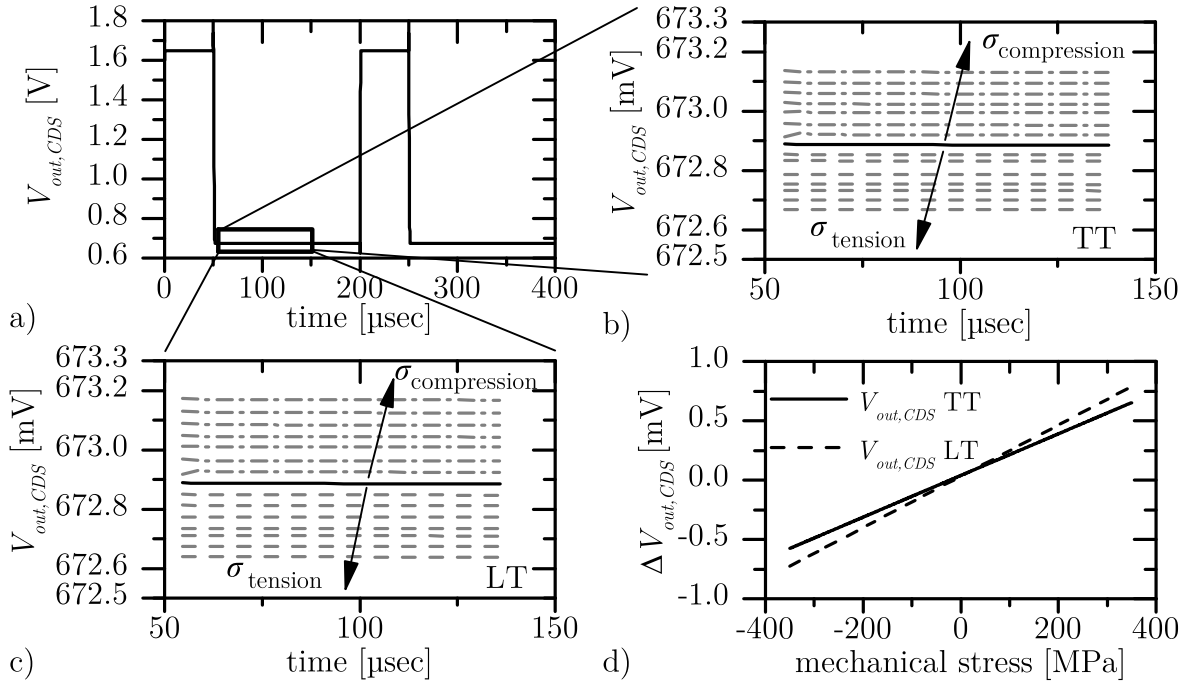 1.8
1.6
1.4
1.2
1.0
0.8
0.6
V_out,CDS [V]
0 100 200 300 400
time [µsec]
a)
673.3
673.2
673.0
672.8
672.6
672.5
V_out,CDS [mV]
σ_compression
σ_tension
TT
50 100 150
time [µsec]
b)
673.3
673.2
673.0
672.8
672.6
672.5
V_out,CDS [mV]
σ_compression
σ_tension
LT
50 100 150
time [µsec]
c)
1.0
0.5
0.0
-0.5
-1.0
Δ V_out,CDS [mV]
V_out,CDS TT
V_out,CDS LT
-400 -200 0 200 400
mechanical stress [MPa]
d)